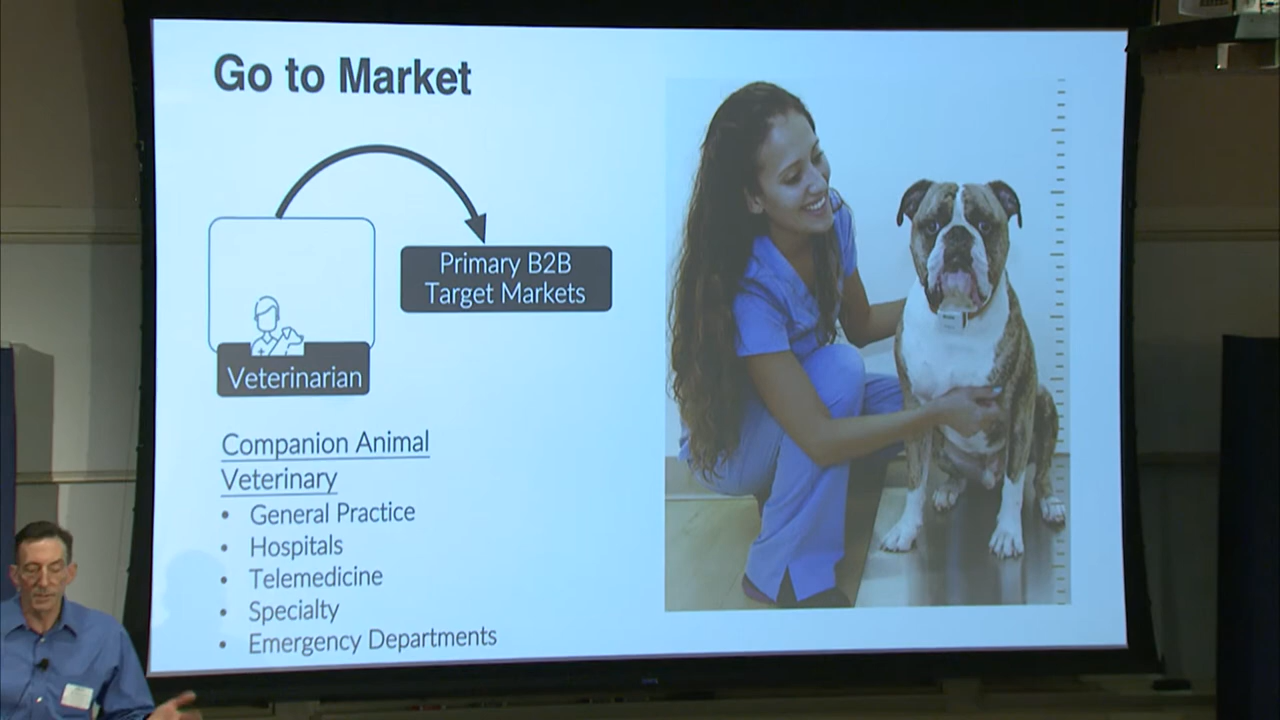 Go to Market
Primary B2B
Target Markets
Veterinarian
Companion Animal
Veterinary
• General Practice
• Hospitals
• Telemedicine
• Specialty
• Emergency Departments